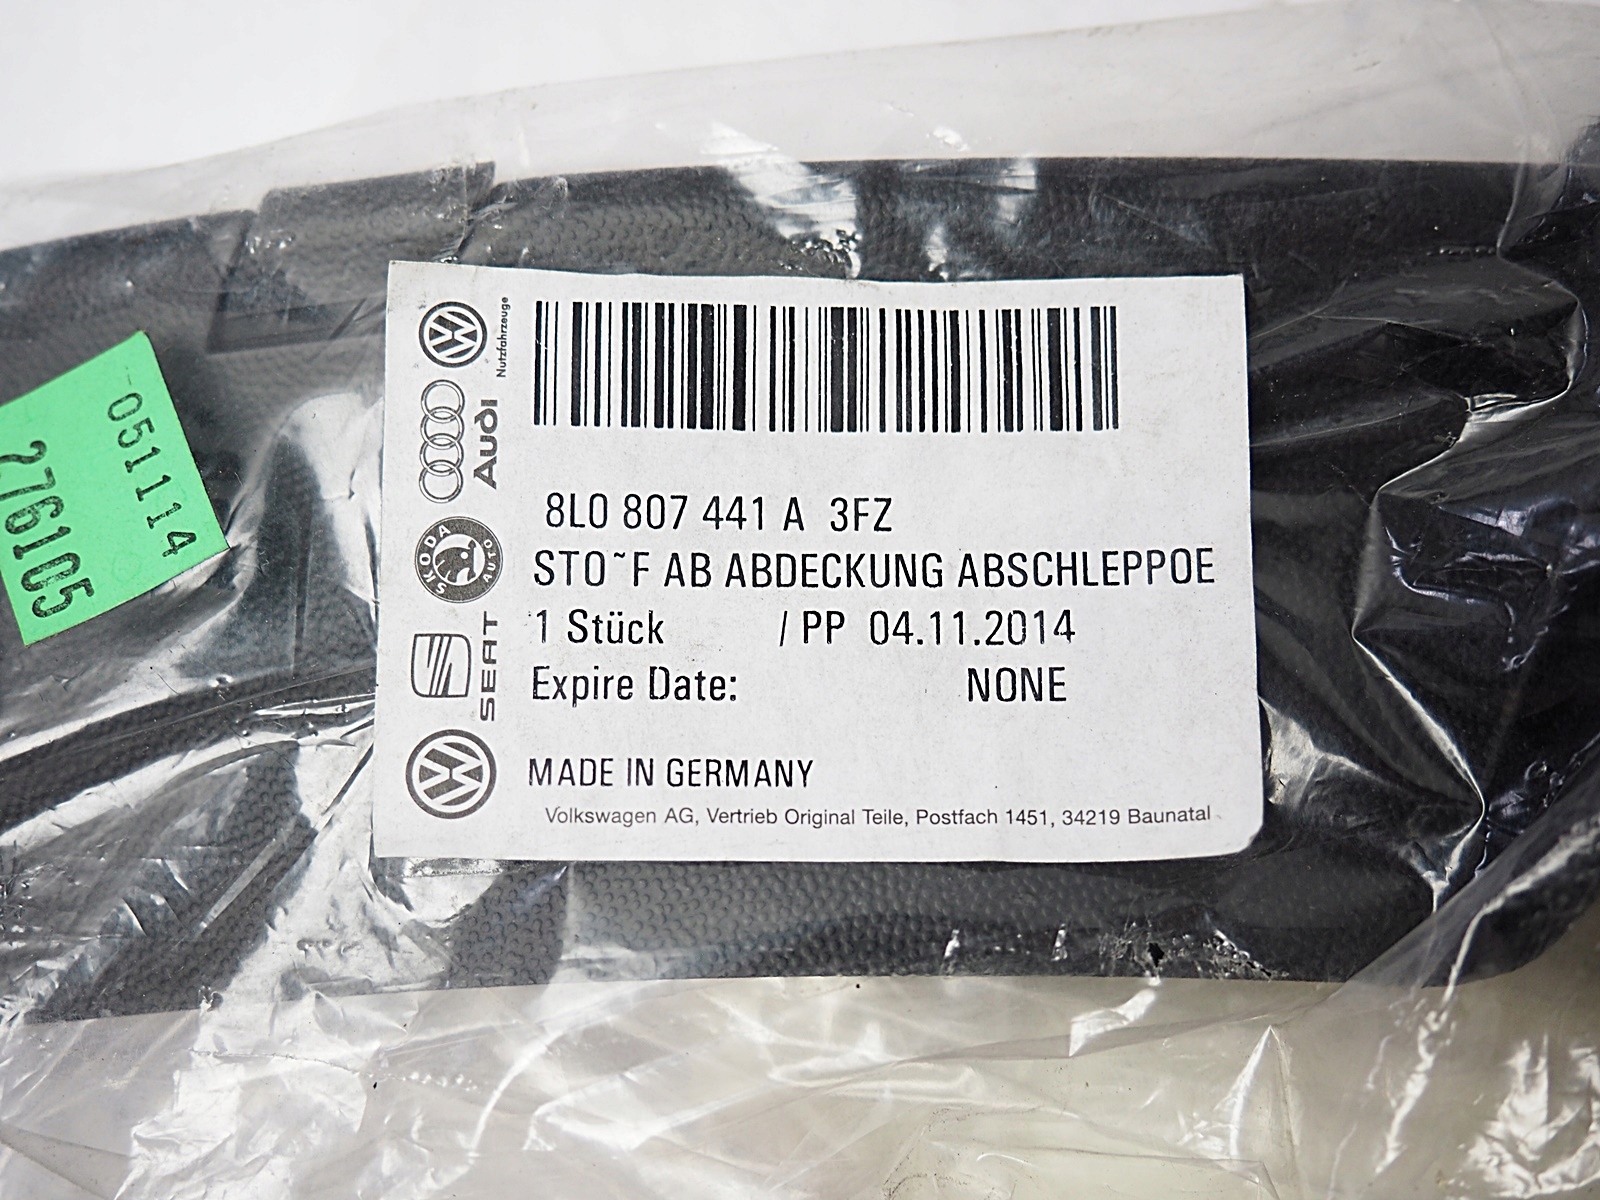 Nutzfahrzeuge
Audi
SKODA AUTO
SEAT
8L0 807 441 A 3FZ
STO~F AB ABDECKUNG ABSCHLEPPOE
1 Stück / PP 04.11.2014
Expire Date: NONE
MADE IN GERMANY
Volkswagen AG, Vertrieb Original Teile, Postfach 1451, 34219 Baunatal
-051114
276105